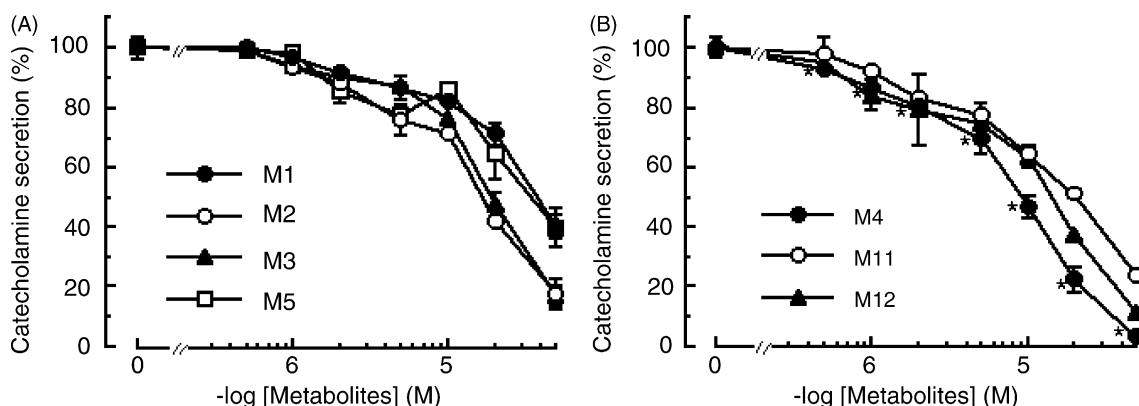 (A)
Catecholamine secretion (%)
100
80
60
40
20
0
M1
M2
M3
M5
0
6
5
-log [Metabolites] (M)
(B)
Catecholamine secretion (%)
100
80
60
40
20
0
*
*
*
*
*
*
*
M4
M11
M12
0
6
5
-log [Metabolites] (M)